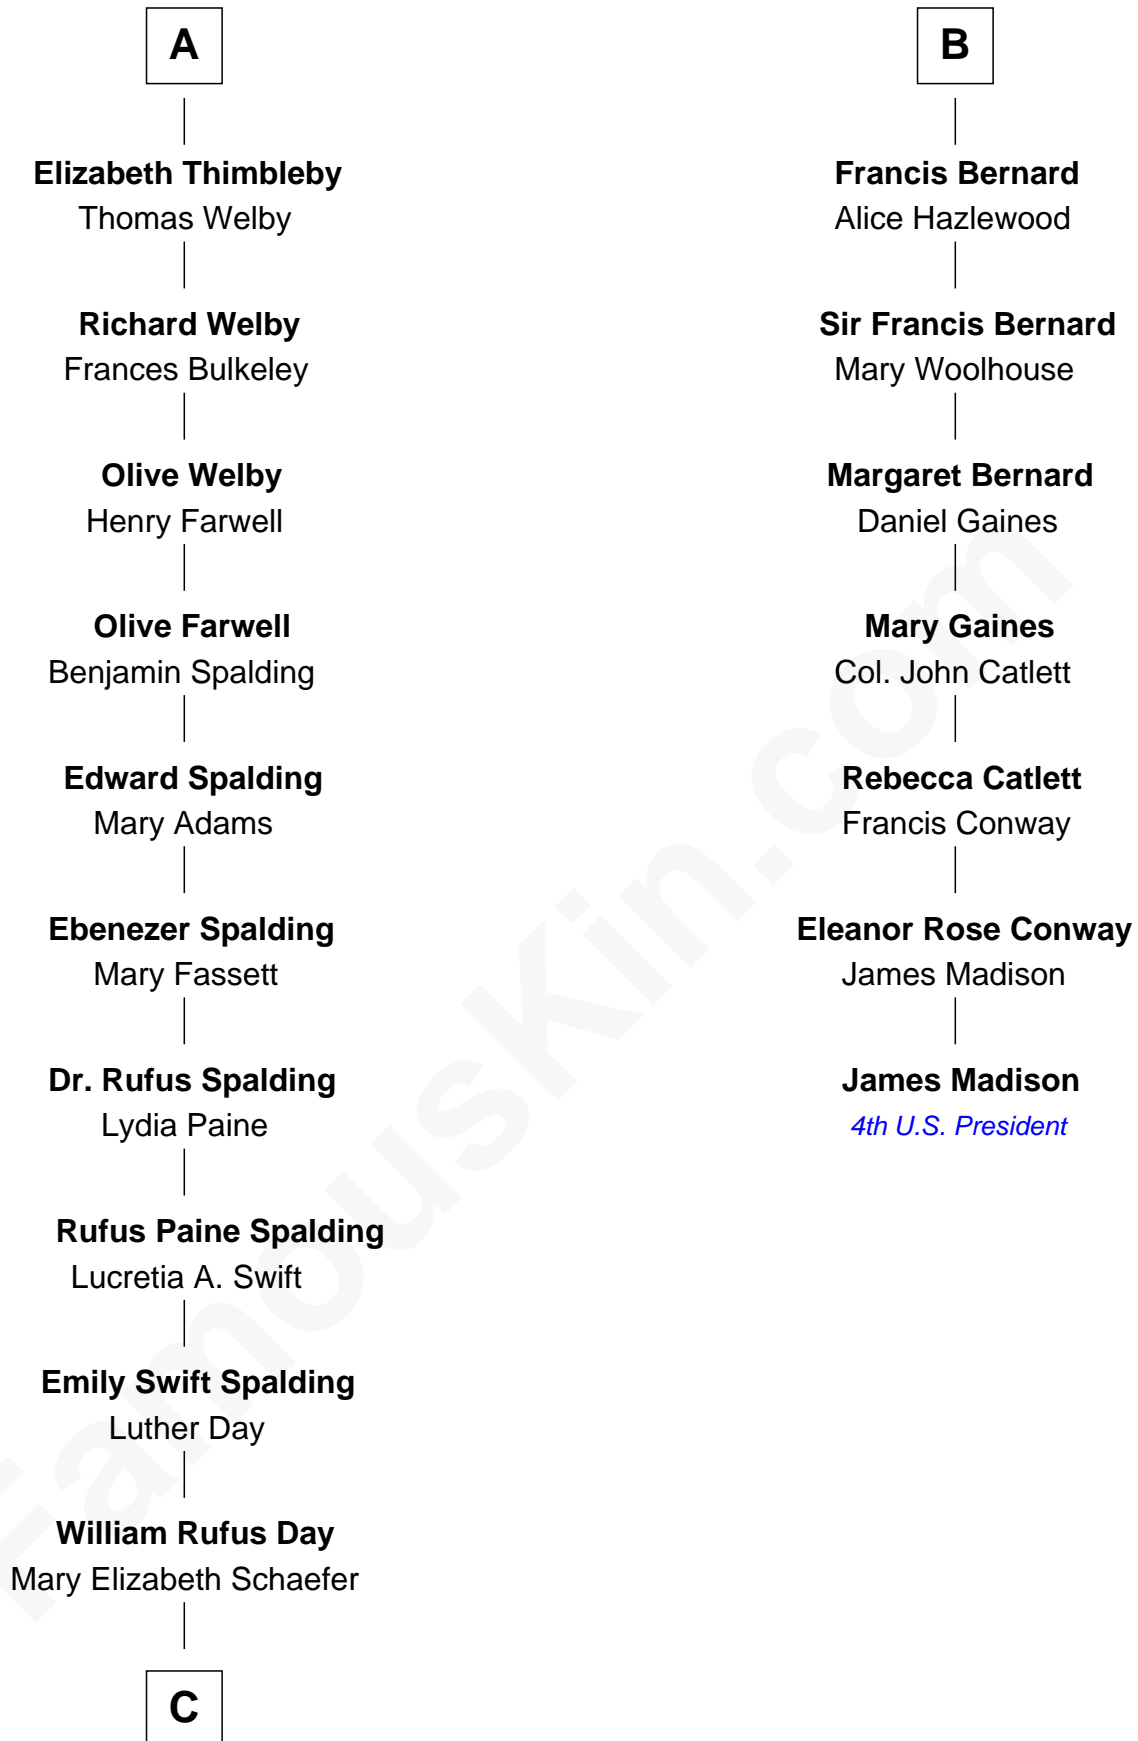 A
Elizabeth Thimbleby
Thomas Welby
Richard Welby
Frances Bulkeley
Olive Welby
Henry Farwell
Olive Farwell
Benjamin Spalding
Edward Spalding
Mary Adams
Ebenezer Spalding
Mary Fassett
Dr. Rufus Spalding
Lydia Paine
Rufus Paine Spalding
Lucretia A. Swift
Emily Swift Spalding
Luther Day
William Rufus Day
Mary Elizabeth Schaefer
C
B
Francis Bernard
Alice Hazlewood
Sir Francis Bernard
Mary Woolhouse
Margaret Bernard
Daniel Gaines
Mary Gaines
Col. John Catlett
Rebecca Catlett
Francis Conway
Eleanor Rose Conway
James Madison
James Madison
4th U.S. President
FamousKin.com